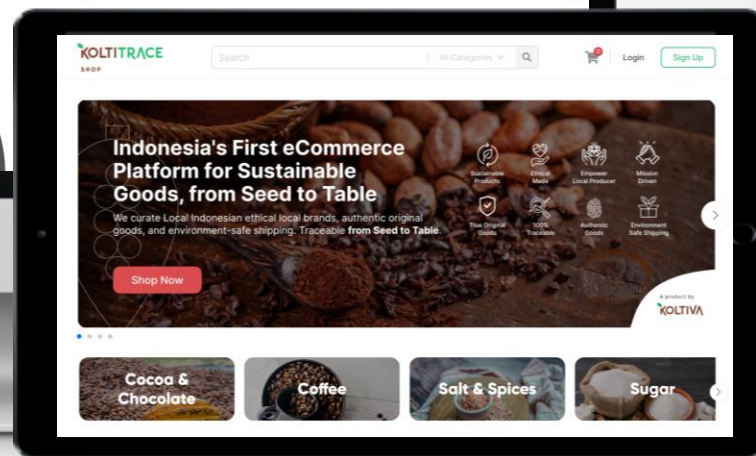 KOLTITRACE
SHOP
Search
All Categories
0
Login
Sign Up
Indonesia's First eCommerce
Platform for Sustainable
Goods, from Seed to Table
We curate Local Indonesian ethical local brands, authentic original
goods, and environment-safe shipping. Traceable from Seed to Table.
Shop Now
Sustainable
Products
Ethical
Made
Empower
Local Producer
Mission
Driven
True Original
Goods
100%
Traceable
Authentic
Goods
Environment
Safe Shipping
A product by
KOLTIVA
Cocoa &
Chocolate
Coffee
Salt & Spices
Sugar